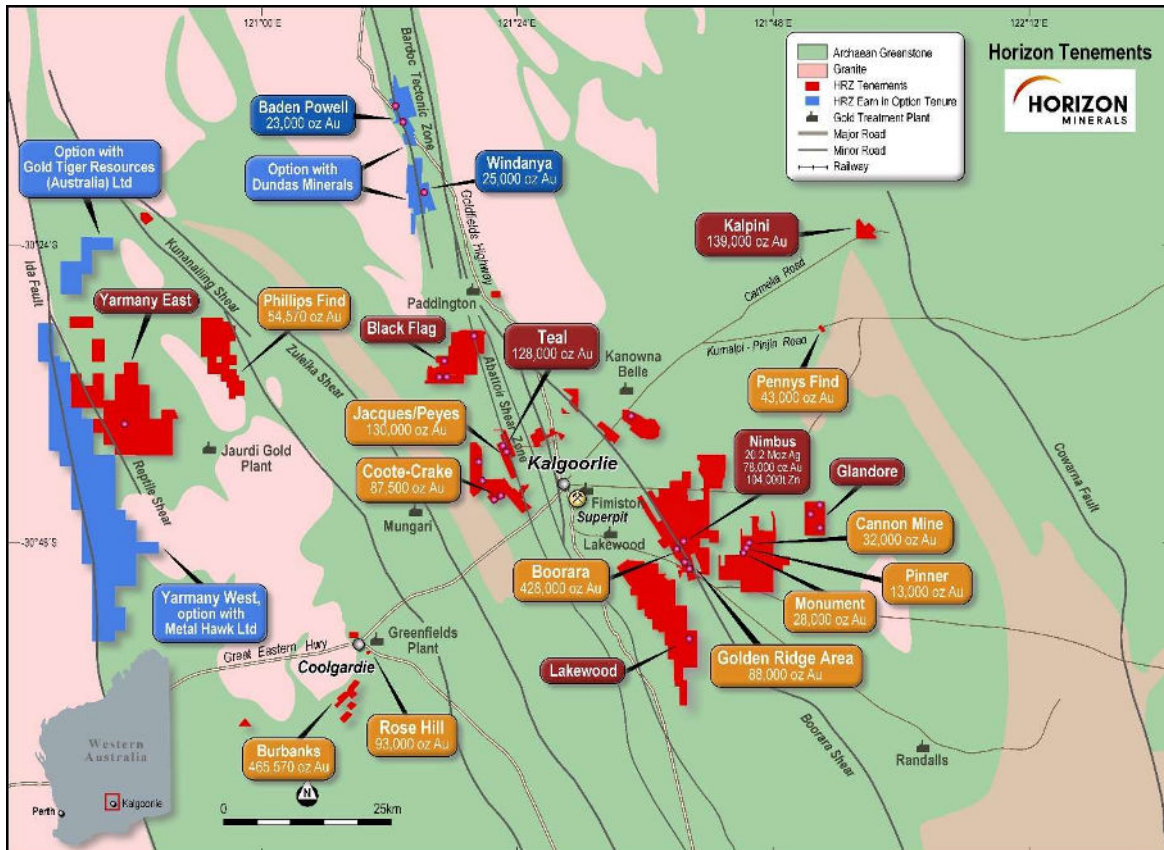 121°00'E
121°24'E
121°48'E
122°12'E
Horizon Tenements
HORIZON
MINERALS
Archaean Greenstone
Granite
HRZ Tenements
HRZ Earn in Option Tenure
Gold Treatment Plant
Major Road
Minor Road
Railway
Bardoc Tectonic Zone
Baden Powell
23,000 oz Au
Option with
Gold Tiger Resources
(Australia) Ltd
Option with
Dundas Minerals
Windanya
25,000 oz Au
Goldfields Highway
Kalpini
139,000 oz Au
-30°24'S
Ida Fault
Kunanalling Shear
Carmelia Road
Yarmany East
Phillips Find
54,570 oz Au
Paddington
Black Flag
Teal
128,000 oz Au
Kanowna
Belle
Kurnalpi - Pinjin Road
Zuleika Shear
Abattoir Shear Zone
Pennys Find
43,000 oz Au
Jacques/Peyes
130,000 oz Au
Jaurdi Gold
Plant
Reptile Shear
Coote-Crake
87,500 oz Au
Kalgoorlie
Nimbus
20.2 Moz Ag
78,000 oz Au
104,000t Zn
Glandore
Cowarna Fault
Mungari
Fimiston
Superpit
Lakewood
Cannon Mine
32,000 oz Au
Boorara
428,000 oz Au
Pinner
13,000 oz Au
Yarmany West,
option with
Metal Hawk Ltd
Monument
28,000 oz Au
Great Eastern Hwy
Greenfields
Plant
Coolgardie
Lakewood
Golden Ridge Area
88,000 oz Au
Rose Hill
93,000 oz Au
Burbanks
465,570 oz Au
Boorara Shear
Randalls
Western
Australia
Perth
Kalgoorlie
N
0
25km